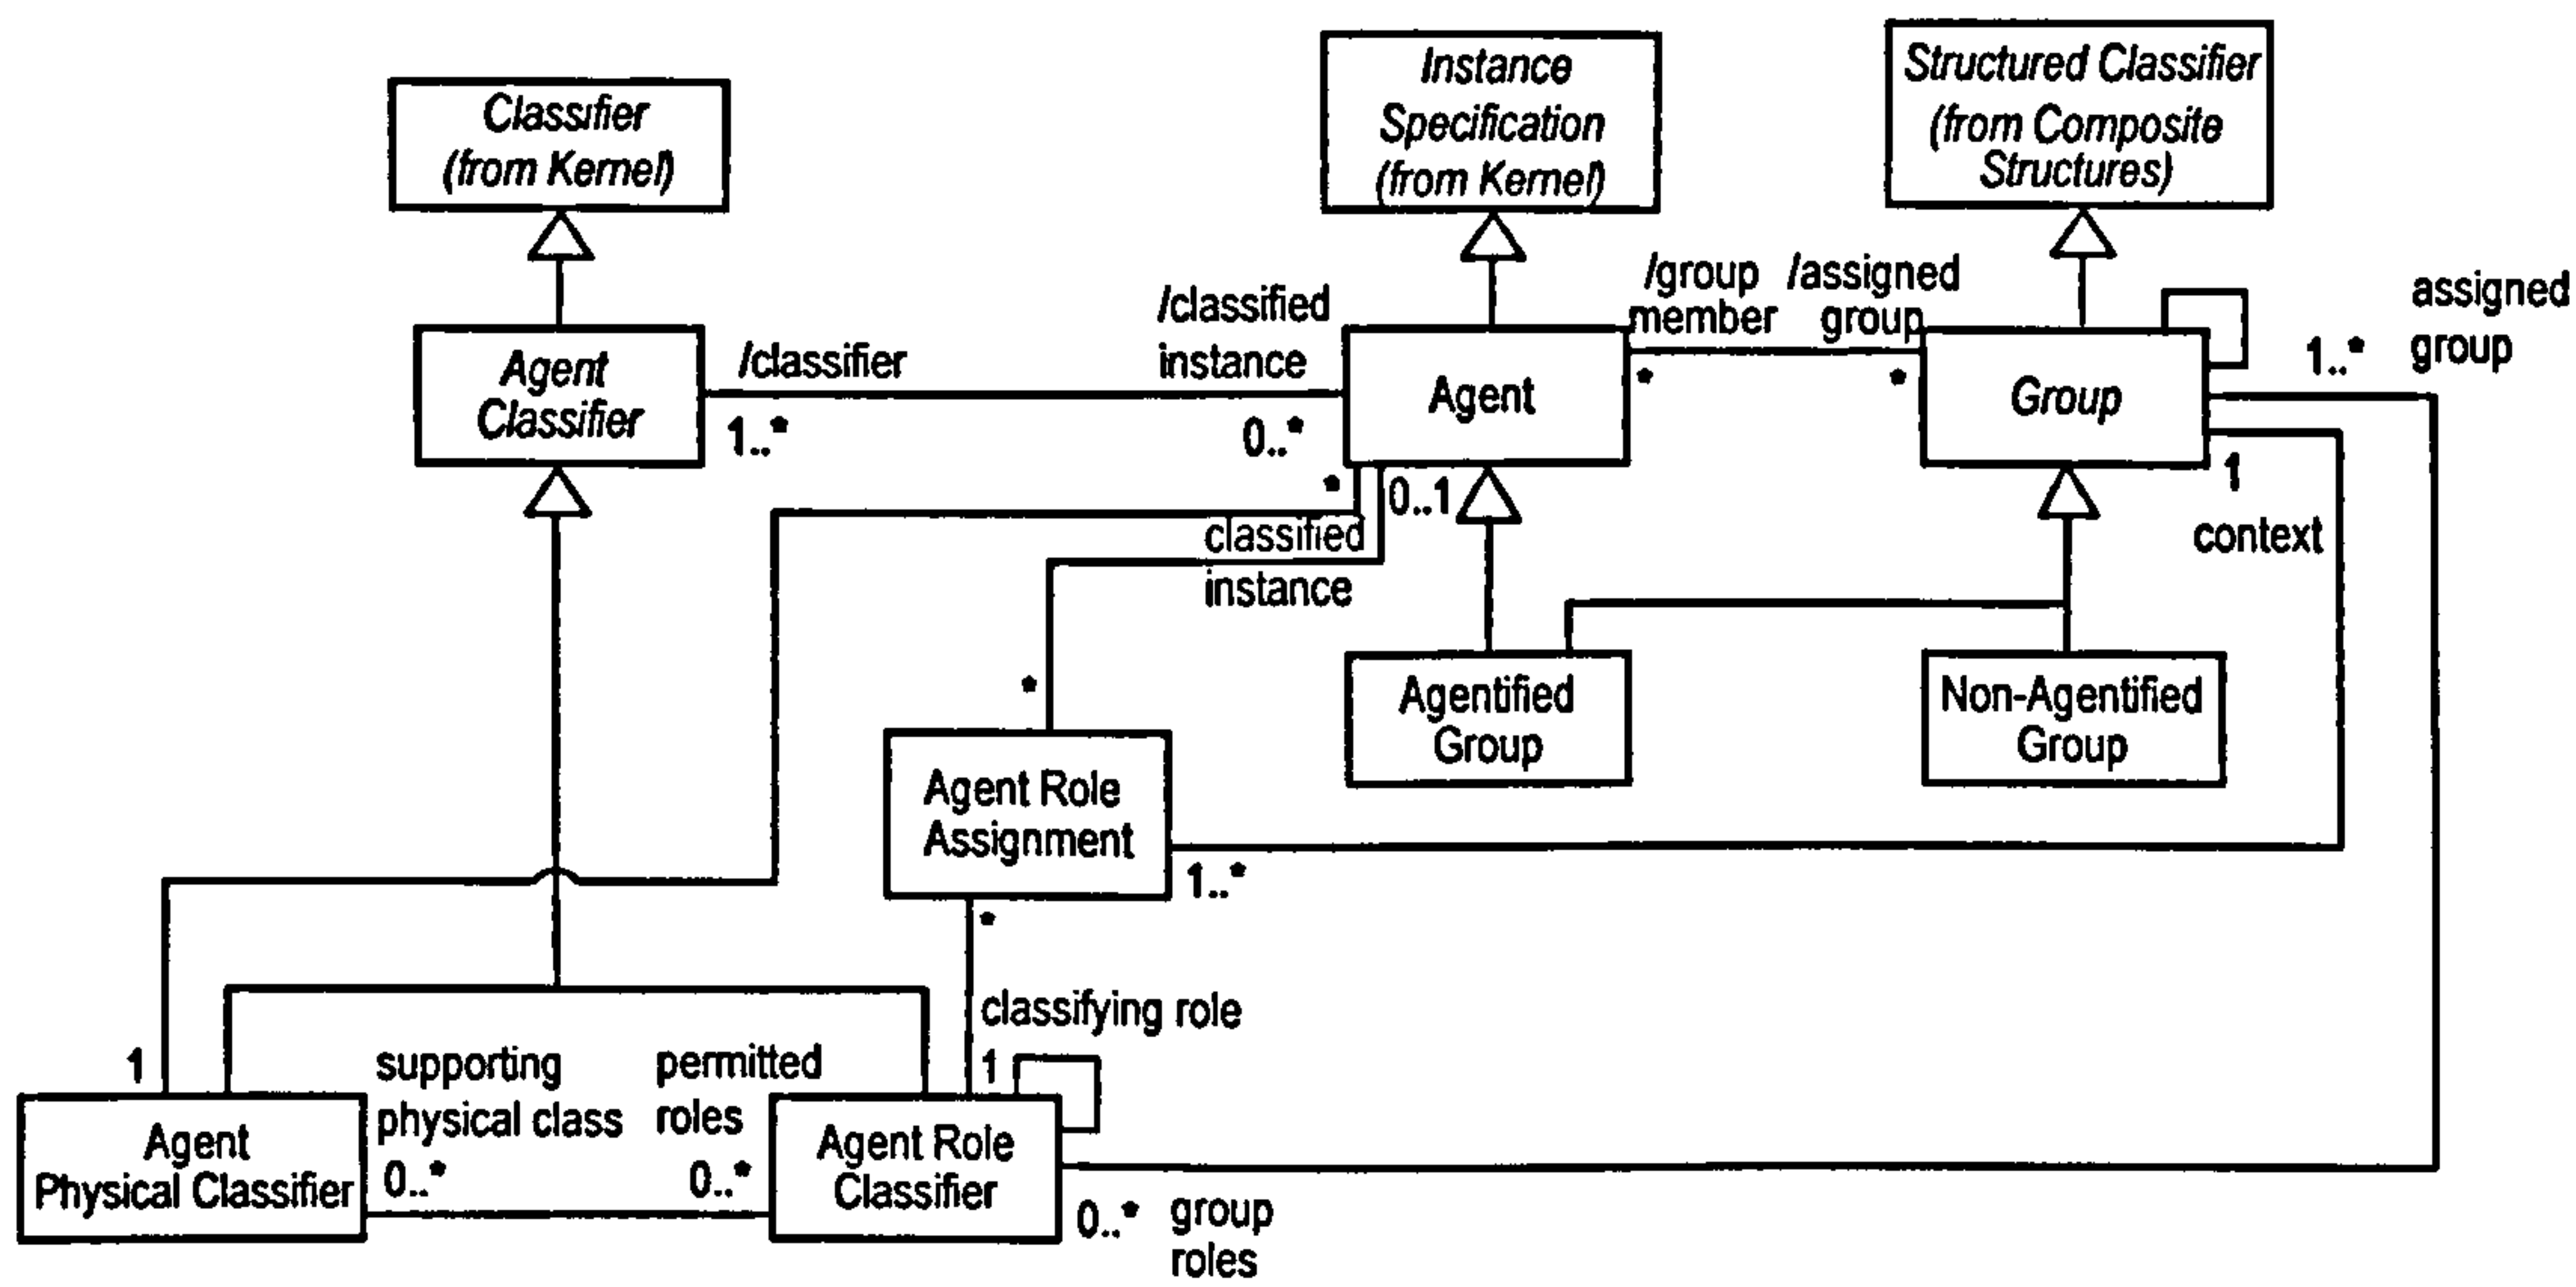 Classifier
(from Kernel)
Instance
Specification
(from Kernel)
Structured Classifier
(from Composite
Structures)
Agent
Classifier
/classifier
1..*
/classified
instance
0..*
Agent
/group
member
*
/assigned
group
*
Group
1..*
assigned
group
1
context
*
0..1
classified
instance
*
Agentified
Group
Non-Agentified
Group
Agent Role
Assignment
1..*
*
classifying role
1
1
supporting
physical class
0..*
permitted
roles
0..*
Agent
Physical Classifier
Agent Role
Classifier
0..*
group
roles